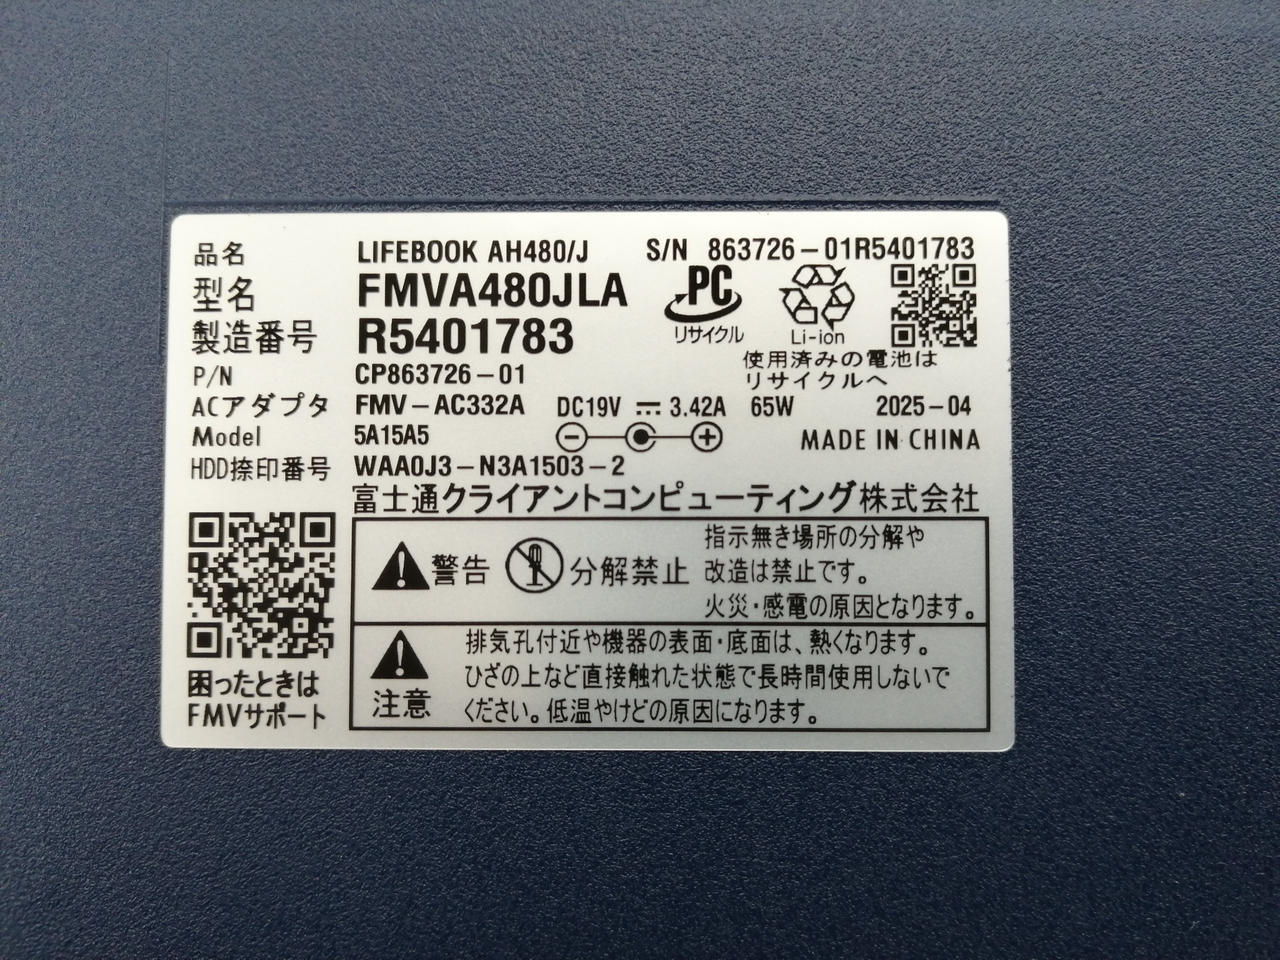 品名 LIFEBOOK AH480/J S/N 863726-01R5401783
型名 FMVA480JLA
製造番号 R5401783
PC
リサイクル
Li-ion
使用済みの電池は
リサイクルへ
P/N CP863726-01
ACアダプタ FMV-AC332A DC19V 3.42A 65W 2025-04
Model 5A15A5 MADE IN CHINA
HDD捺印番号 WAA0J3-N3A1503-2
富士通クライアントコンピューティング株式会社
警告 分解禁止
指示無き場所の分解や
改造は禁止です。
火災・感電の原因となります。
注意
排気孔付近や機器の表面・底面は、熱くなります。
ひざの上など直接触れた状態で長時間使用しないで
ください。低温やけどの原因になります。
困ったときは
FMVサポート